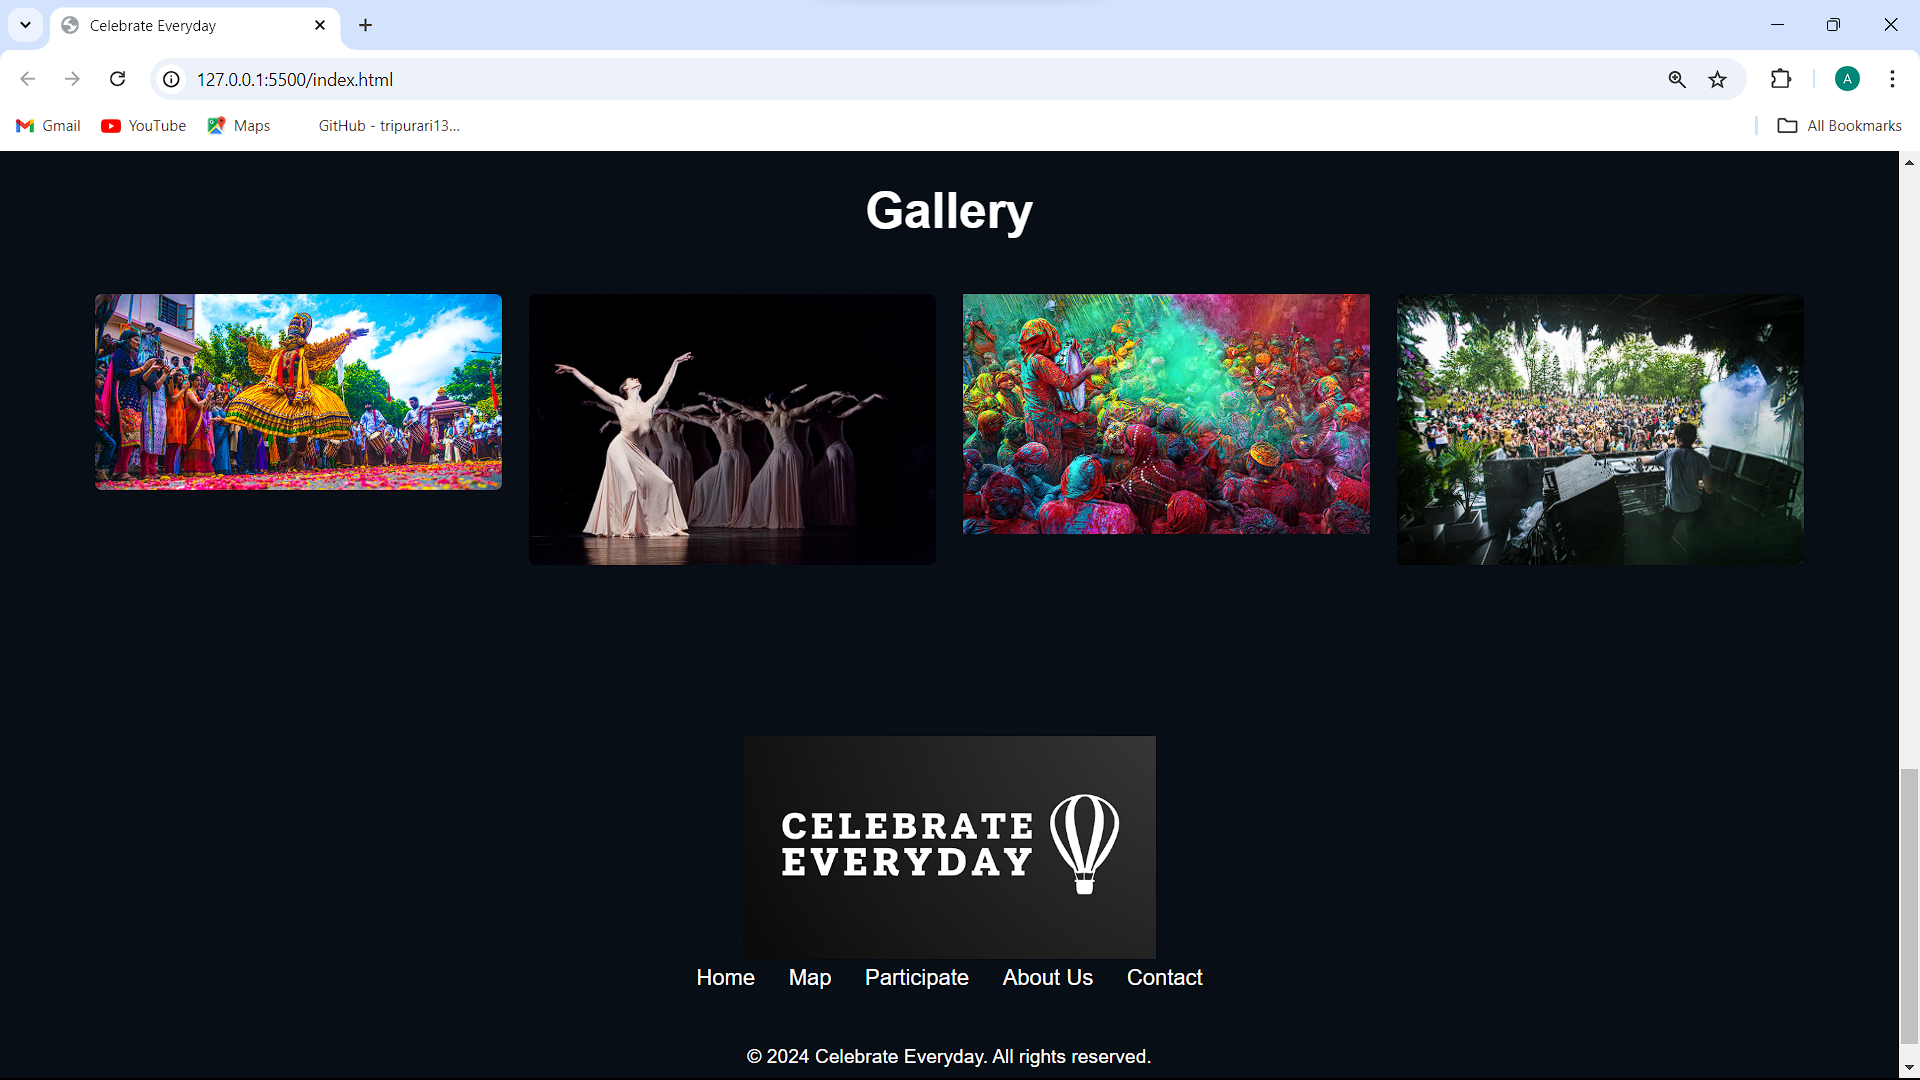 Celebrate Everyday
127.0.0.1:5500/index.html
A
Gmail YouTube Maps GitHub - tripurari13... All Bookmarks
Gallery
CELEBRATE
EVERYDAY
Home Map Participate About Us Contact
© 2024 Celebrate Everyday. All rights reserved.